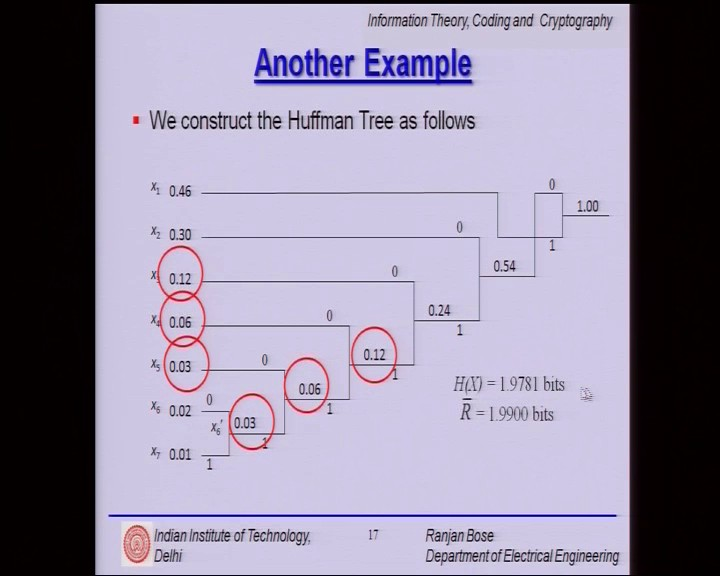 Information Theory, Coding and Cryptography
Another Example
▪ We construct the Huffman Tree as follows
x1 0.46
0
1.00
x2 0.30
0
1
0.54
x3 0.12
0
0.24
x4 0.06
0
1
0.12
x5 0.03
0
1
0.06
H(X) = 1.9781 bits
x6 0.02
0
1
R̅ = 1.9900 bits
x6' 0.03
1
x7 0.01
1
Indian Institute of Technology,
Delhi
17
Ranjan Bose
Department of Electrical Engineering